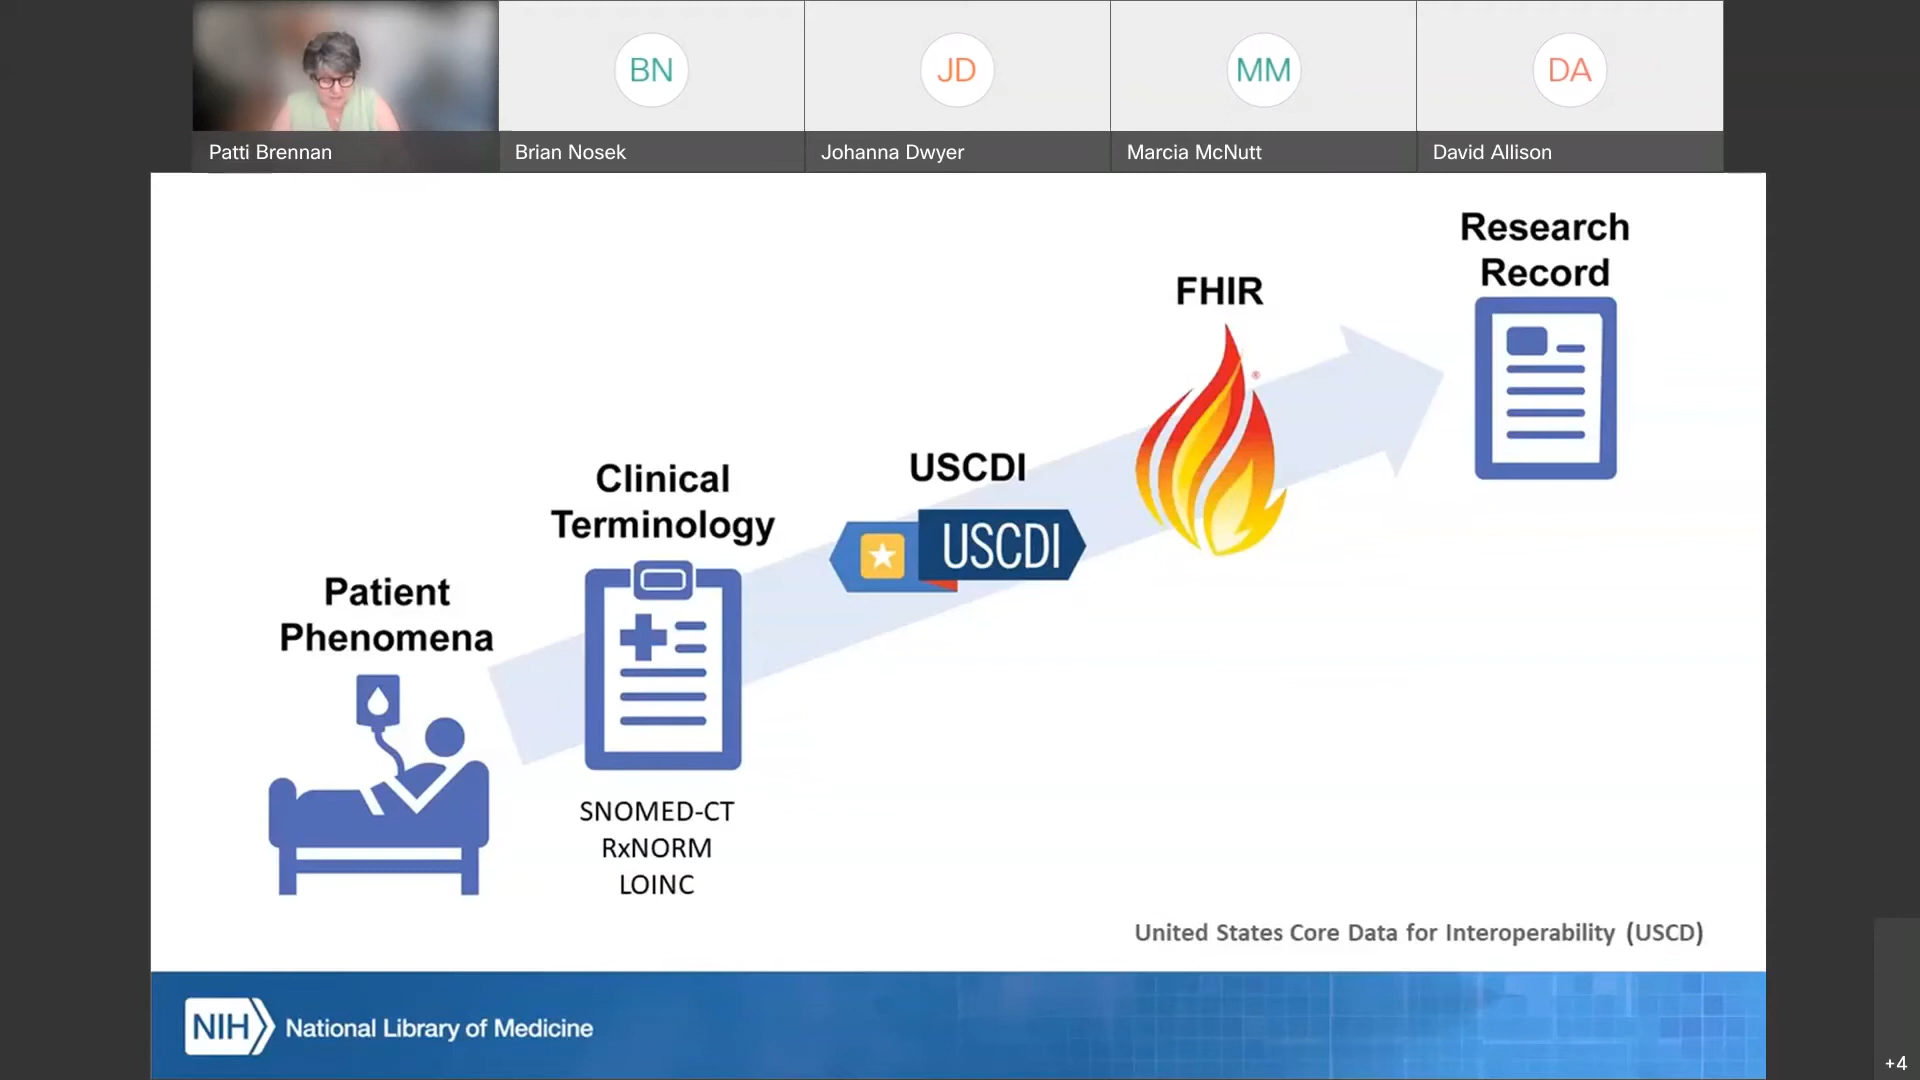 BN
JD
MM
DA
Patti Brennan
Brian Nosek
Johanna Dwyer
Marcia McNutt
David Allison
Research
Record
FHIR
®
USCDI
USCDI
Clinical
Terminology
Patient
Phenomena
SNOMED-CT
RxNORM
LOINC
United States Core Data for Interoperability (USCD)
NIH National Library of Medicine
+4